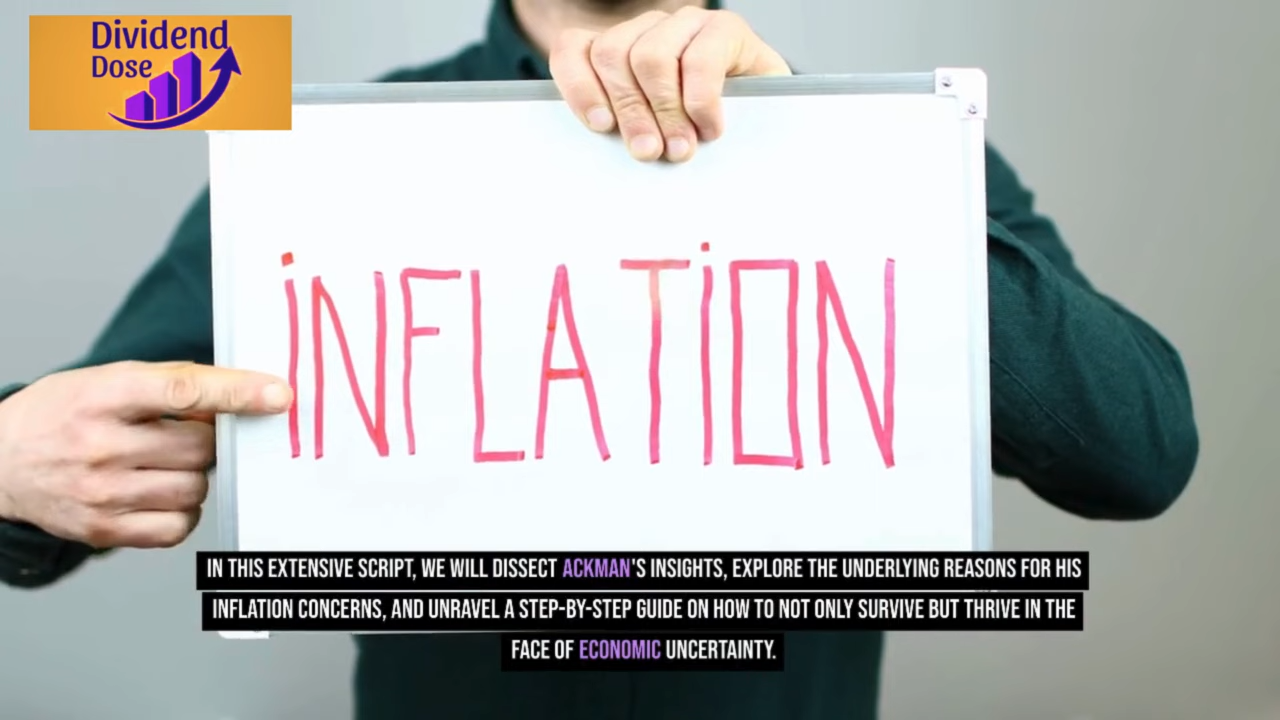 Dividend
Dose
iNFLATiON
IN THIS EXTENSIVE SCRIPT, WE WILL DISSECT ACKMAN'S INSIGHTS, EXPLORE THE UNDERLYING REASONS FOR HIS
INFLATION CONCERNS, AND UNRAVEL A STEP-BY-STEP GUIDE ON HOW TO NOT ONLY SURVIVE BUT THRIVE IN THE
FACE OF ECONOMIC UNCERTAINTY.